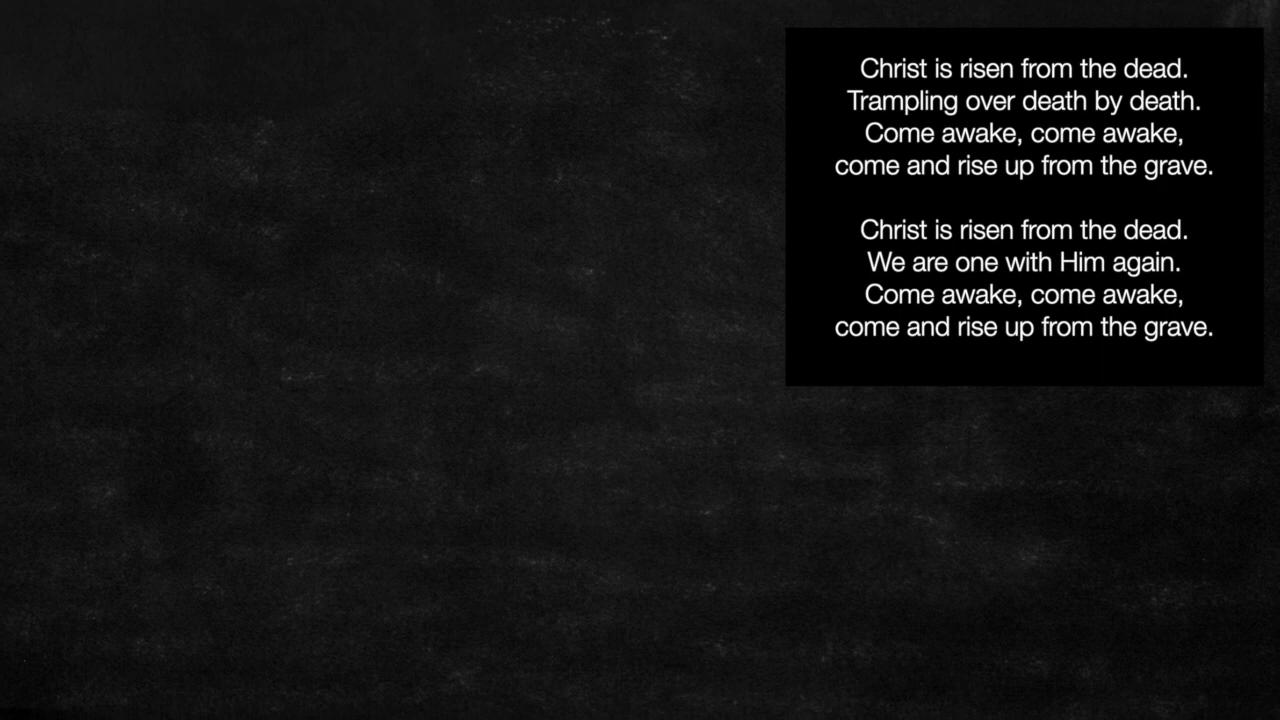 Christ is risen from the dead.
Trampling over death by death.
Come awake, come awake,
come and rise up from the grave.
Christ is risen from the dead.
We are one with Him again.
Come awake, come awake,
come and rise up from the grave.